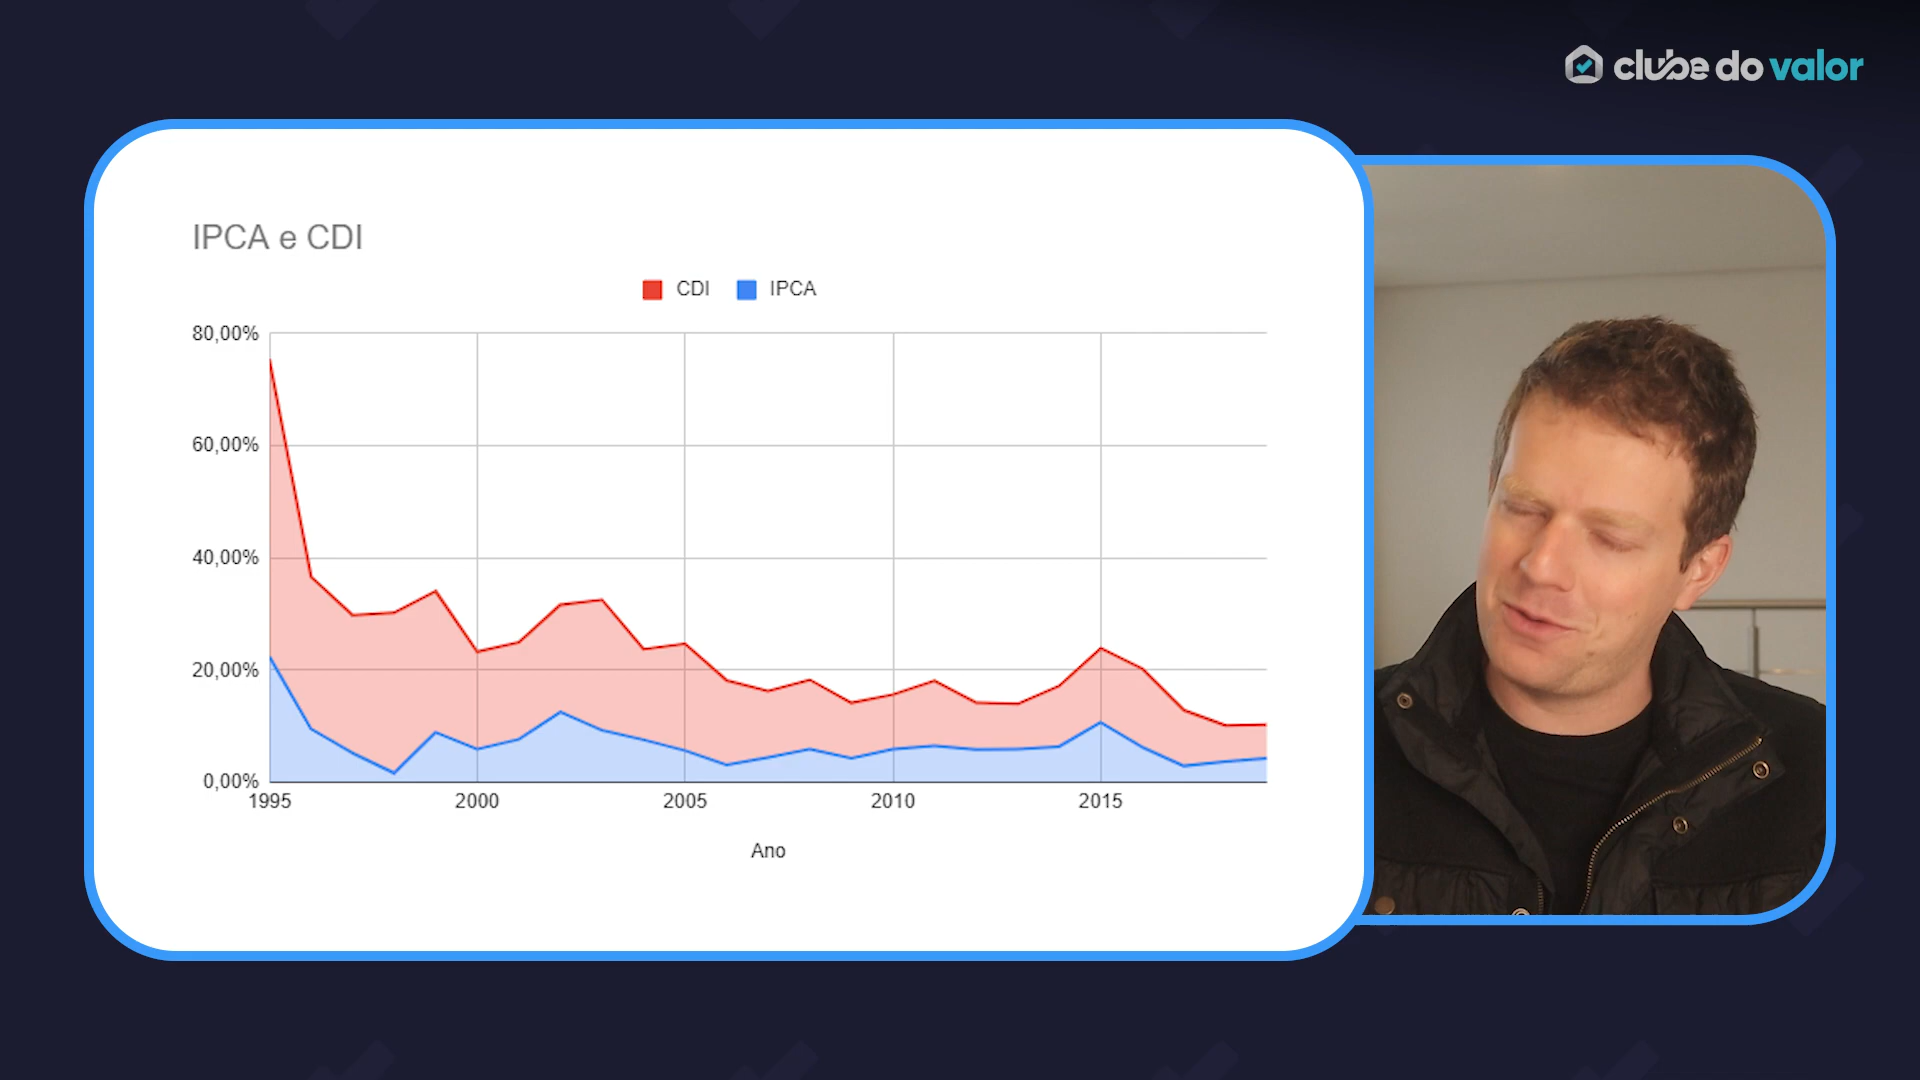 clube do valor
IPCA e CDI
CDI IPCA
80,00%
60,00%
40,00%
20,00%
0,00%
1995 2000 2005 2010 2015
Ano